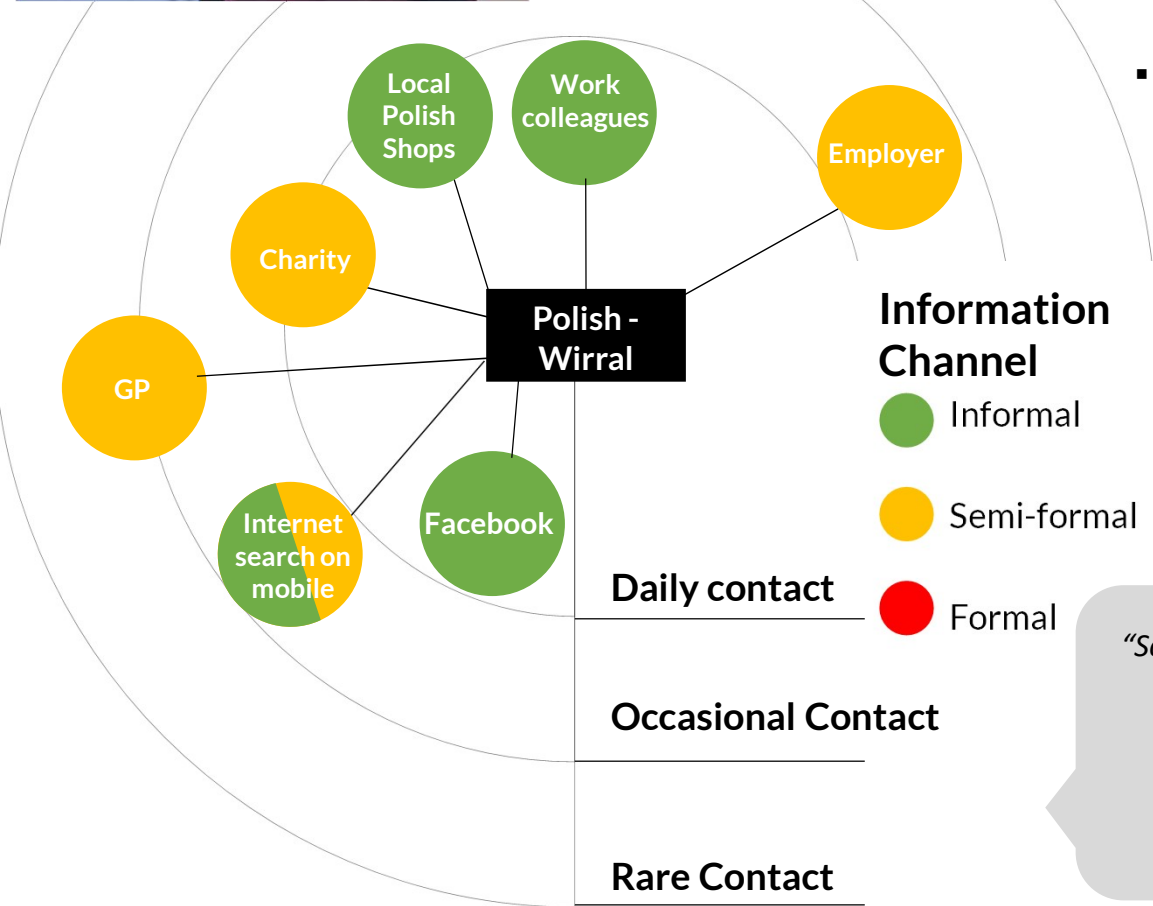 Local
Polish
Shops
Work
colleagues
Employer
Charity
Polish -
Wirral
GP
Internet
search on
mobile
Facebook
Information
Channel
Informal
Semi-formal
Formal
Daily contact
Occasional Contact
Rare Contact